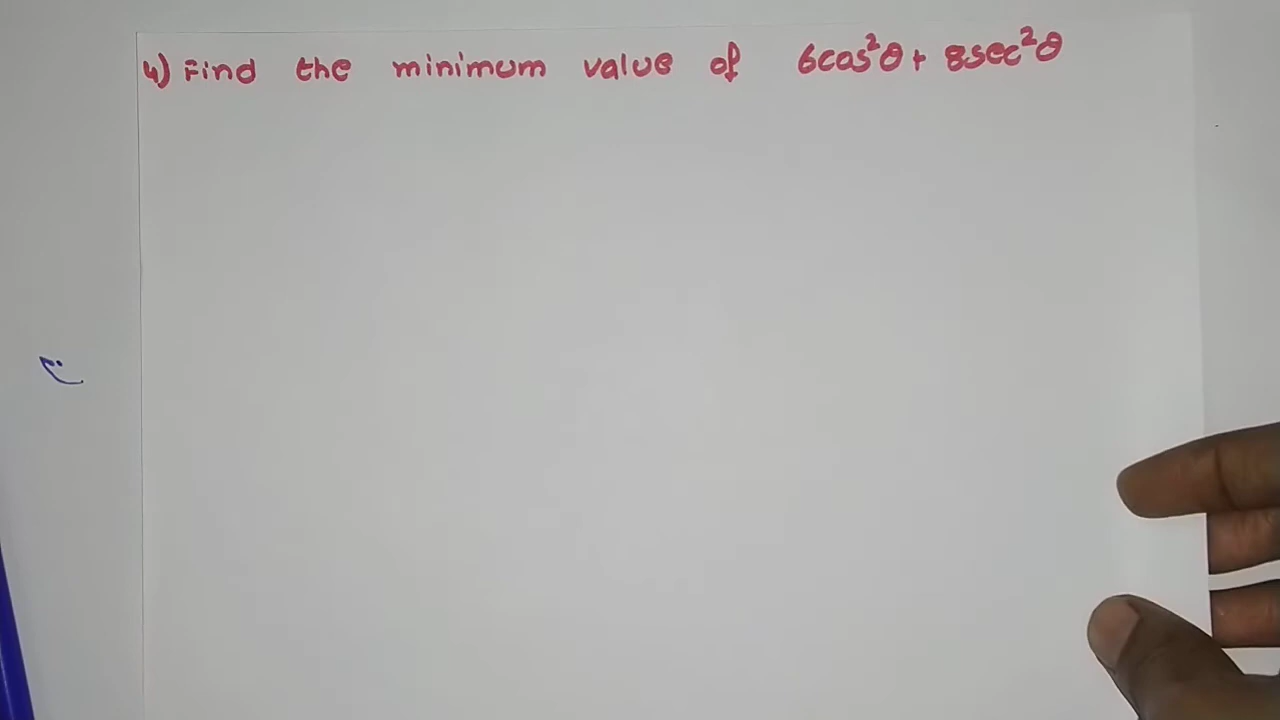 4) Find the minimum value of 6cos²θ + 8sec²θ